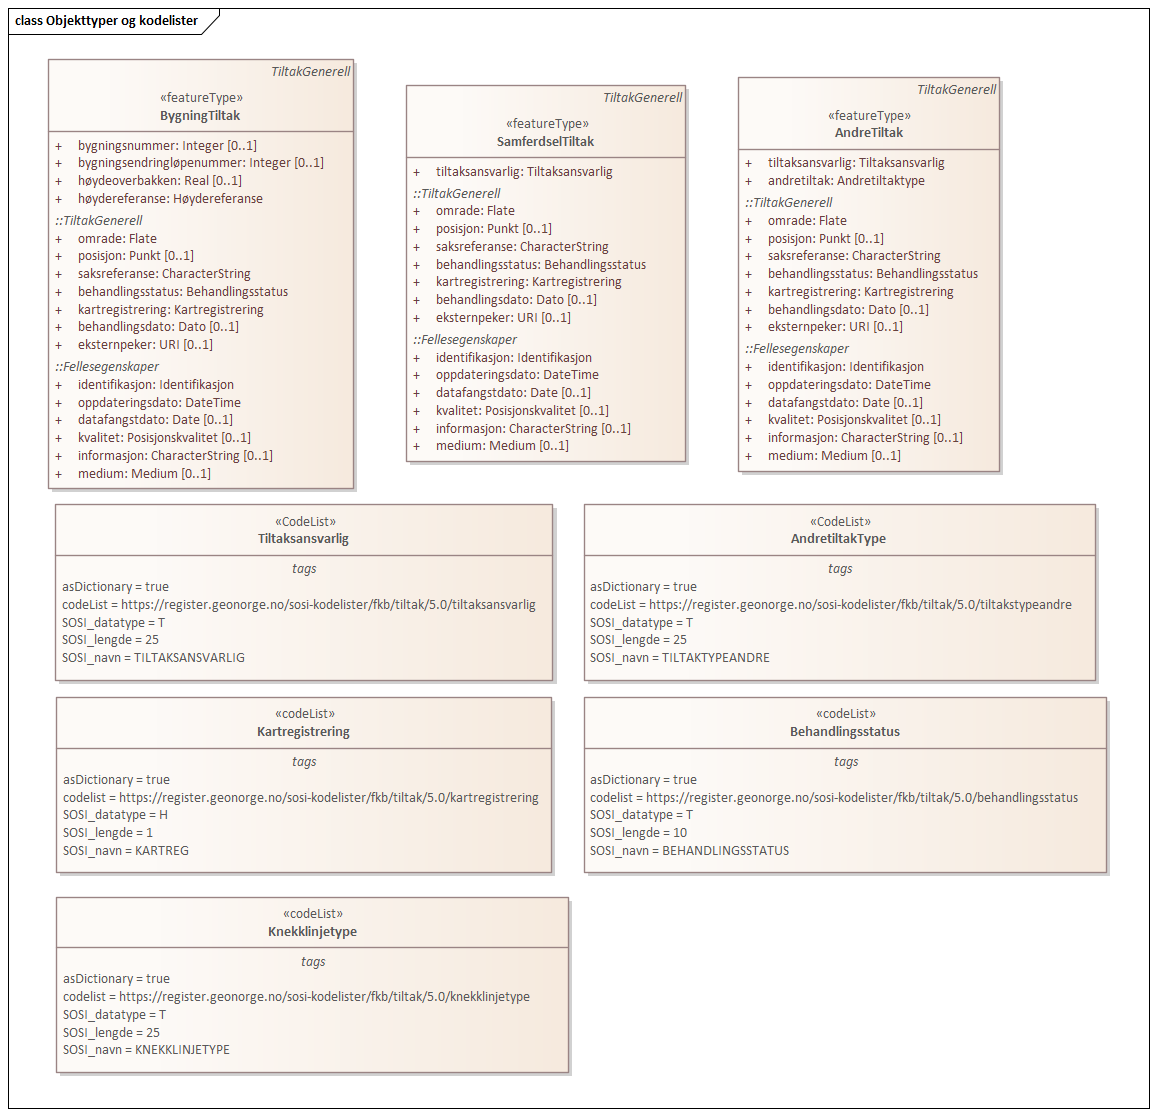 class Objekttyper og kodelister
TiltakGenerell
«featureType»
BygningTiltak
+ bygningsnummer: Integer [0..1]
+ bygningsendringløpenummer: Integer [0..1]
+ høydeoverbakken: Real [0..1]
+ høydereferanse: Høydereferanse
::TiltakGenerell
+ omrade: Flate
+ posisjon: Punkt [0..1]
+ saksreferanse: CharacterString
+ behandlingsstatus: Behandlingsstatus
+ kartregistrering: Kartregistrering
+ behandlingsdato: Dato [0..1]
+ eksternpeker: URI [0..1]
::Fellesegenskaper
+ identifikasjon: Identifikasjon
+ oppdateringsdato: DateTime
+ datafangstdato: Date [0..1]
+ kvalitet: Posisjonskvalitet [0..1]
+ informasjon: CharacterString [0..1]
+ medium: Medium [0..1]
TiltakGenerell
«featureType»
SamferdselTiltak
+ tiltaksansvarlig: Tiltaksansvarlig
::TiltakGenerell
+ omrade: Flate
+ posisjon: Punkt [0..1]
+ saksreferanse: CharacterString
+ behandlingsstatus: Behandlingsstatus
+ kartregistrering: Kartregistrering
+ behandlingsdato: Dato [0..1]
+ eksternpeker: URI [0..1]
::Fellesegenskaper
+ identifikasjon: Identifikasjon
+ oppdateringsdato: DateTime
+ datafangstdato: Date [0..1]
+ kvalitet: Posisjonskvalitet [0..1]
+ informasjon: CharacterString [0..1]
+ medium: Medium [0..1]
TiltakGenerell
«featureType»
AndreTiltak
+ tiltaksansvarlig: Tiltaksansvarlig
+ andretiltak: Andretiltaktype
::TiltakGenerell
+ omrade: Flate
+ posisjon: Punkt [0..1]
+ saksreferanse: CharacterString
+ behandlingsstatus: Behandlingsstatus
+ kartregistrering: Kartregistrering
+ behandlingsdato: Dato [0..1]
+ eksternpeker: URI [0..1]
::Fellesegenskaper
+ identifikasjon: Identifikasjon
+ oppdateringsdato: DateTime
+ datafangstdato: Date [0..1]
+ kvalitet: Posisjonskvalitet [0..1]
+ informasjon: CharacterString [0..1]
+ medium: Medium [0..1]
«CodeList»
Tiltaksansvarlig
tags
asDictionary = true
codeList = https://register.geonorge.no/sosi-kodelister/fkb/tiltak/5.0/tiltaksansvarlig
SOSI_datatype = T
SOSI_lengde = 25
SOSI_navn = TILTAKSANSVARLIG
«CodeList»
AndretiltakType
tags
asDictionary = true
codeList = https://register.geonorge.no/sosi-kodelister/fkb/tiltak/5.0/tiltakstypeandre
SOSI_datatype = T
SOSI_lengde = 25
SOSI_navn = TILTAKTYPEANDRE
«codeList»
Kartregistrering
tags
asDictionary = true
codelist = https://register.geonorge.no/sosi-kodelister/fkb/tiltak/5.0/kartregistrering
SOSI_datatype = H
SOSI_lengde = 1
SOSI_navn = KARTREG
«codeList»
Behandlingsstatus
tags
asDictionary = true
codelist = https://register.geonorge.no/sosi-kodelister/fkb/tiltak/5.0/behandlingsstatus
SOSI_datatype = T
SOSI_lengde = 10
SOSI_navn = BEHANDLINGSSTATUS
«codeList»
Knekklinjetype
tags
asDictionary = true
codelist = https://register.geonorge.no/sosi-kodelister/fkb/tiltak/5.0/knekklinjetype
SOSI_datatype = T
SOSI_lengde = 25
SOSI_navn = KNEKKLINJETYPE